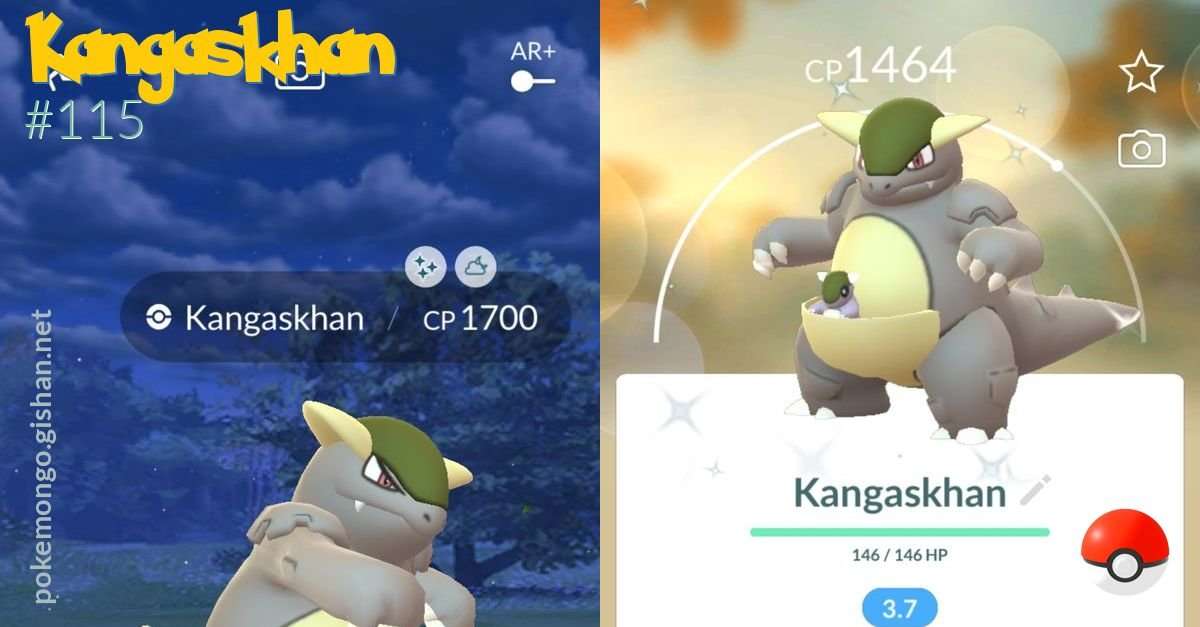 Kangaskhan
#115
AR+
Kangaskhan / CP1700
pokemongo.gishan.net
CP1464
Kangaskhan
146 / 146 HP
3.7